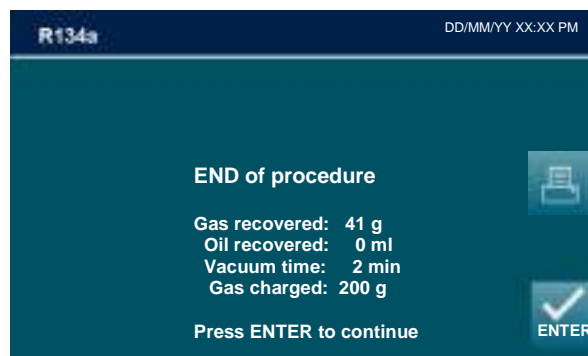 R134a
DD/MM/YY XX:XX PM
END of procedure
Gas recovered: 41 g
Oil recovered: 0 ml
Vacuum time: 2 min
Gas charged: 200 g
Press ENTER to continue
ENTER